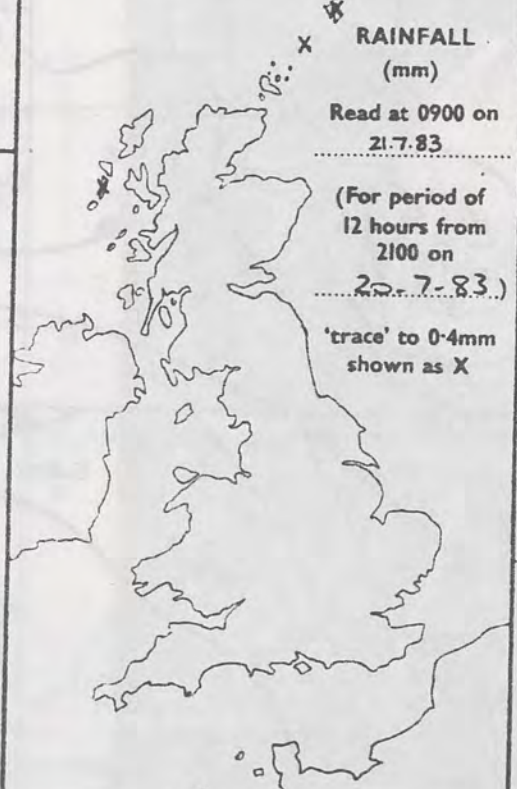 X
X
RAINFALL
(mm)
Read at 0900 on
21.7.83
X
(For period of
12 hours from
2100 on
20-7-83)
'trace' to 0·4mm
shown as X